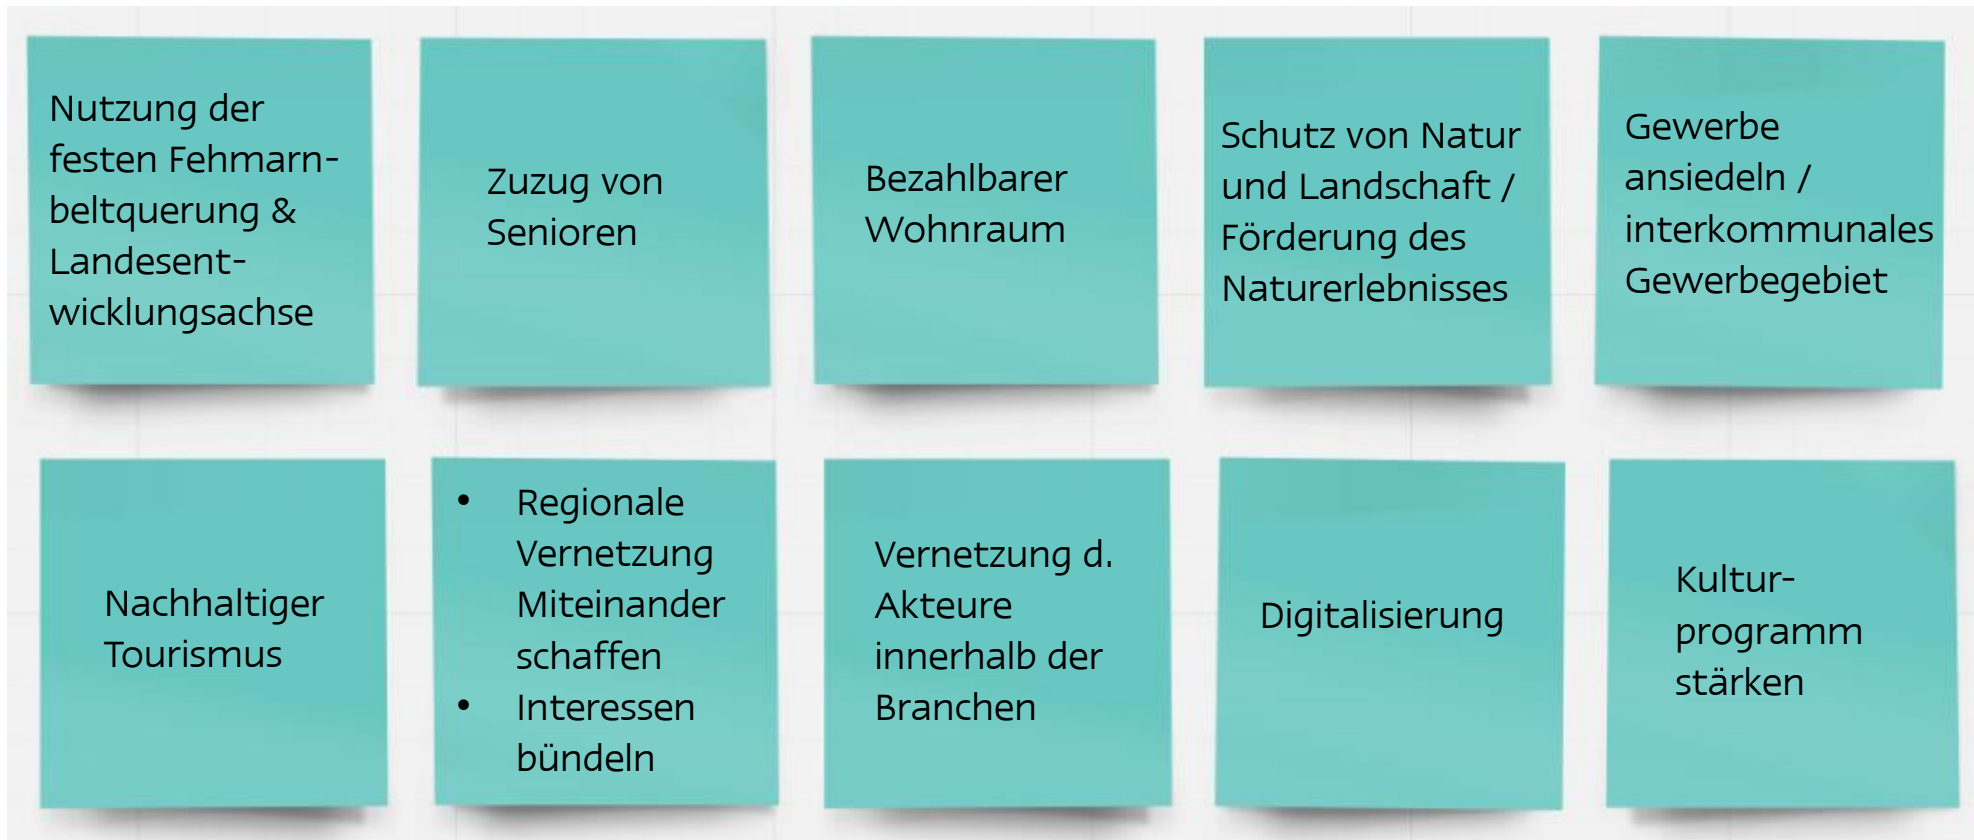 Nutzung der
festen Fehmarn-
beltquerung &
Landesent-
wicklungsachse
Zuzug von
Senioren
Bezahlbarer
Wohnraum
Schutz von Natur
und Landschaft /
Förderung des
Naturerlebnisses
Gewerbe
ansiedeln /
interkommunales
Gewerbegebiet
Nachhaltiger
Tourismus
• Regionale
Vernetzung
Miteinander
schaffen
• Interessen
bündeln
Vernetzung d.
Akteure
innerhalb der
Branchen
Digitalisierung
Kultur-
programm
stärken